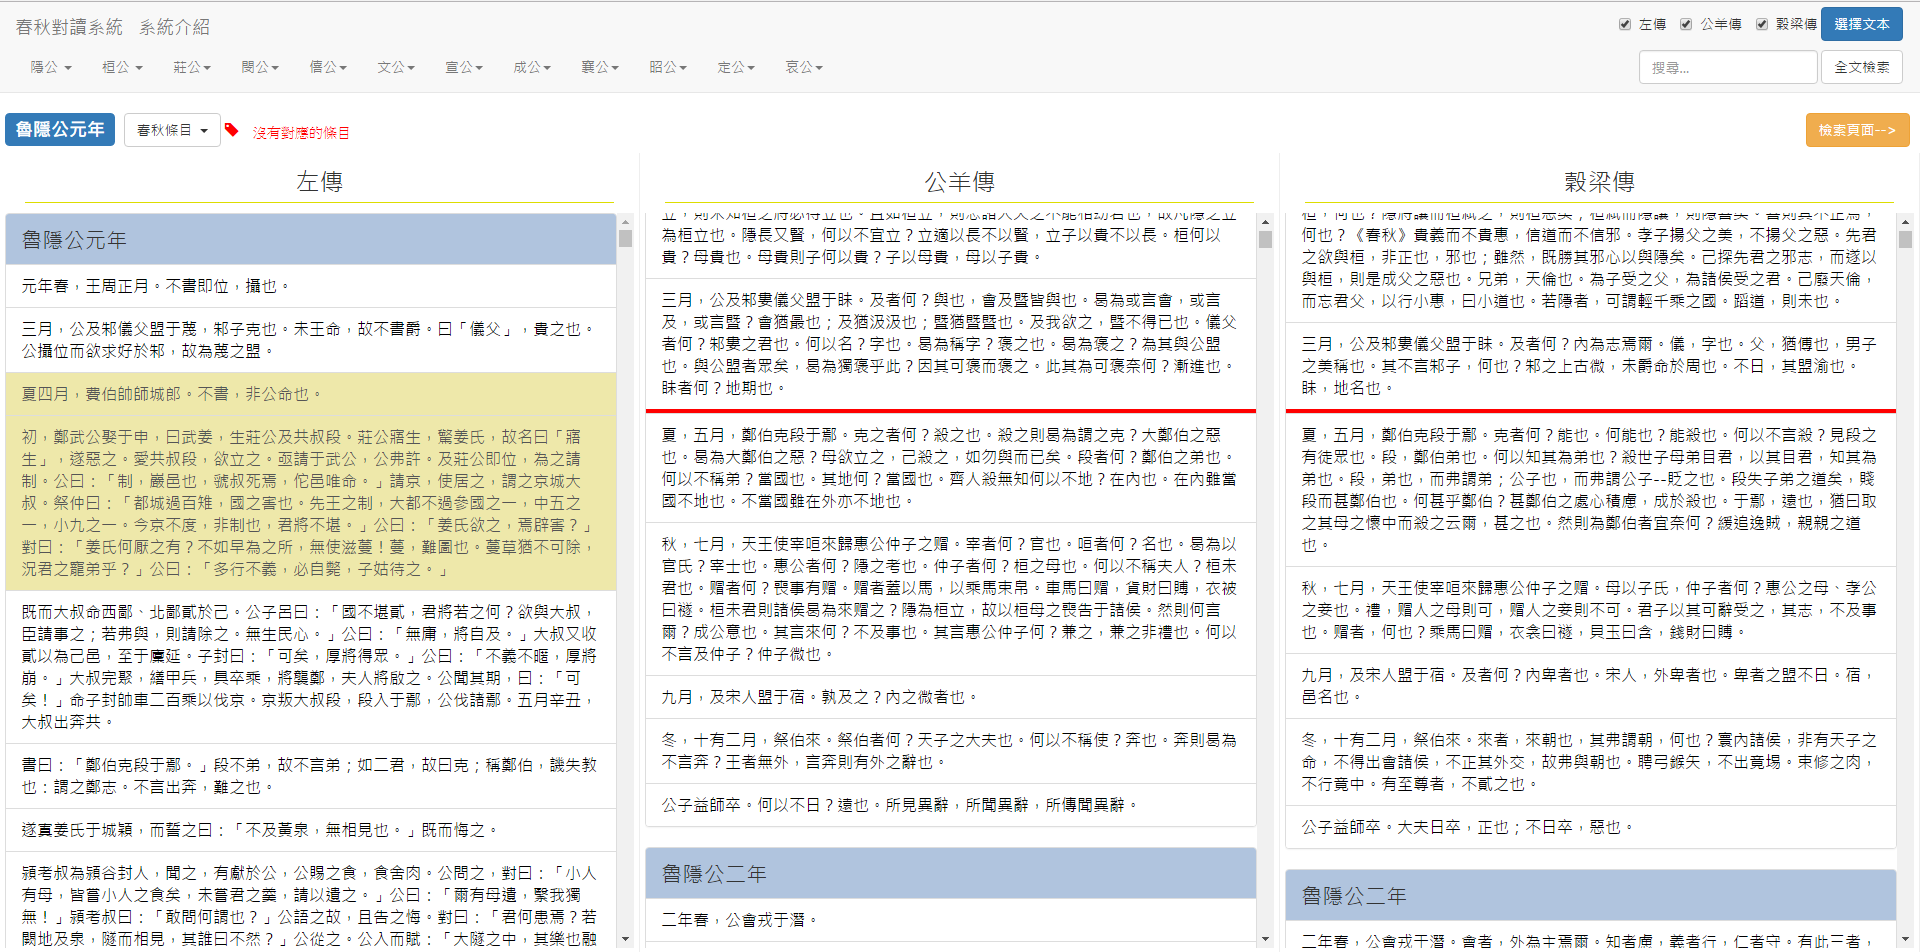 春秋對讀系統 系統介紹
左傳 公羊傳 穀梁傳 選擇文本
隱公 桓公 莊公 閔公 僖公 文公 宣公 成公 襄公 昭公 定公 哀公
搜尋... 全文檢索
魯隱公元年 春秋條目 沒有對應的條目 檢索頁面-->
左傳
魯隱公元年
元年春，王周正月。不書即位，攝也。
三月，公及邾儀父盟于蔑，邾子克也。未王命，故不書爵。曰「儀父」，貴之也。
公攝位而欲求好於邾，故為蔑之盟。
夏四月，費伯帥師城郎。不書，非公命也。
初，鄭武公娶于申，曰武姜，生莊公及共叔段。莊公寤生，驚姜氏，故名曰「寤
生」，遂惡之。愛共叔段，欲立之。亟請于武公，公弗許。及莊公即位，為之請
制。公曰：「制，巖邑也，虢叔死焉，佗邑唯命。」請京，使居之，謂之京城大
叔。祭仲曰：「都城過百雉，國之害也。先王之制，大都不過參國之一，中五之
一，小九之一。今京不度，非制也，君將不堪。」公曰：「姜氏欲之，焉辟害？」
對曰：「姜氏何厭之有？不如早為之所，無使滋蔓！蔓，難圖也。蔓草猶不可除，
況君之寵弟乎？」公曰：「多行不義，必自斃，子姑待之。」
既而大叔命西鄙、北鄙貳於己。公子呂曰：「國不堪貳，君將若之何？欲與大叔，
臣請事之；若弗與，則請除之。無生民心。」公曰：「無庸，將自及。」大叔又收
貳以為己邑，至于廩延。子封曰：「可矣，厚將得眾。」公曰：「不義不暱，厚將
崩。」大叔完聚，繕甲兵，具卒乘，將襲鄭，夫人將啟之。公聞其期，曰：「可
矣！」命子封帥車二百乘以伐京。京叛大叔段，段入于鄢，公伐諸鄢。五月辛丑，
大叔出奔共。
書曰：「鄭伯克段于鄢。」段不弟，故不言弟；如二君，故曰克；稱鄭伯，譏失教
也：謂之鄭志。不言出奔，難之也。
遂寘姜氏于城穎，而誓之曰：「不及黃泉，無相見也。」既而悔之。
潁考叔為潁谷封人，聞之，有獻於公，公賜之食，食舍肉。公問之，對曰：「小人
有母，皆嘗小人之食矣，未嘗君之羹，請以遺之。」公曰：「爾有母遺，繄我獨
無！」潁考叔曰：「敢問何謂也？」公語之故，且告之悔。對曰：「君何患焉？若
闕地及泉，隧而相見，其誰曰不然？」公從之。公入而賦：「大隧之中，其樂也融
公羊傳
立，則未知桓之將必得立也。且如桓立，則恐諸大夫之不能相幼君也，故凡隱之立
為桓立也。隱長又賢，何以不宜立？立適以長不以賢，立子以貴不以長。桓何以
貴？母貴也。母貴則子何以貴？子以母貴，母以子貴。
三月，公及邾婁儀父盟于眜。及者何？與也，會及暨皆與也。曷為或言會，或言
及，或言暨？會猶最也；及猶汲汲也；暨猶暨暨也。及我欲之，暨不得已也。儀父
者何？邾婁之君也。何以名？字也。曷為稱字？褒之也。曷為褒之？為其與公盟
也。與公盟者眾矣，曷為獨褒乎此？因其可褒而褒之。此其為可褒奈何？漸進也。
眜者何？地期也。
夏，五月，鄭伯克段于鄢。克之者何？殺之也。殺之則曷為謂之克？大鄭伯之惡
也。曷為大鄭伯之惡？母欲立之，己殺之，如勿與而已矣。段者何？鄭伯之弟也。
何以不稱弟？當國也。其地何？當國也。齊人殺無知何以不地？在內也。在內雖當
國不地也。不當國雖在外亦不地也。
秋，七月，天王使宰咺來歸惠公仲子之賵。宰者何？官也。咺者何？名也。曷為以
官氏？宰士也。惠公者何？隱之考也。仲子者何？桓之母也。何以不稱夫人？桓未
君也。賵者何？喪事有賵。賵者蓋以馬，以乘馬束帛。車馬曰賵，貨財曰賻，衣被
曰襚。桓未君則諸侯曷為來賵之？隱為桓立，故以桓母之喪告于諸侯。然則何言
爾？成公意也。其言來何？不及事也。其言惠公仲子何？兼之，兼之非禮也。何以
不言及仲子？仲子微也。
九月，及宋人盟于宿。孰及之？內之微者也。
冬，十有二月，祭伯來。祭伯者何？天子之大夫也。何以不稱使？奔也。奔則曷為
不言奔？王者無外，言奔則有外之辭也。
公子益師卒。何以不日？遠也。所見異辭，所聞異辭，所傳聞異辭。
魯隱公二年
二年春，公會戎于潛。
穀梁傳
桓，何也？隱將讓而桓弒之，則桓惡矣；桓弒而隱讓，則隱善矣。善則其不正焉，
何也？《春秋》貴義而不貴惠，信道而不信邪。孝子揚父之美，不揚父之惡。先君
之欲與桓，非正也，邪也；雖然，既勝其邪心以與隱矣。己探先君之邪志，而遂以
與桓，則是成父之惡也。兄弟，天倫也。為子受之父，為諸侯受之君。己廢天倫，
而忘君父，以行小惠，曰小道也。若隱者，可謂輕千乘之國。蹈道，則未也。
三月，公及邾婁儀父盟于眜。及者何？內為志焉爾。儀，字也。父，猶傅也，男子
之美稱也。其不言邾子，何也？邾之上古微，未爵命於周也。不日，其盟渝也。
眜，地名也。
夏，五月，鄭伯克段于鄢。克者何？能也。何能也？能殺也。何以不言殺？見段之
有徒眾也。段，鄭伯弟也。何以知其為弟也？殺世子母弟目君，以其目君，知其為
弟也。段，弟也，而弗謂弟；公子也，而弗謂公子--貶之也。段失子弟之道矣，賤
段而甚鄭伯也。何甚乎鄭伯？甚鄭伯之處心積慮，成於殺也。于鄢，遠也，猶曰取
之其母之懷中而殺之云爾，甚之也。然則為鄭伯者宜奈何？緩追逸賊，親親之道
也。
秋，七月，天王使宰咺來歸惠公仲子之賵。母以子氏，仲子者何？惠公之母、孝公
之妾也。禮，賵人之母則可，賵人之妾則不可。君子以其可辭受之，其志，不及事
也。賵者，何也？乘馬曰賵，衣衾曰襚，貝玉曰含，錢財曰賻。
九月，及宋人盟于宿。及者何？內卑者也。宋人，外卑者也。卑者之盟不日。宿，
邑名也。
冬，十有二月，祭伯來。來者，來朝也，其弗謂朝，何也？寰內諸侯，非有天子之
命，不得出會諸侯，不正其外交，故弗與朝也。聘弓鍭矢，不出竟埸。束修之肉，
不行竟中。有至尊者，不貳之也。
公子益師卒。大夫日卒，正也；不日卒，惡也。
魯隱公二年
二年春，公會戎于潛。會者，外為主焉爾。知者慮，義者行，仁者守。有此三者，